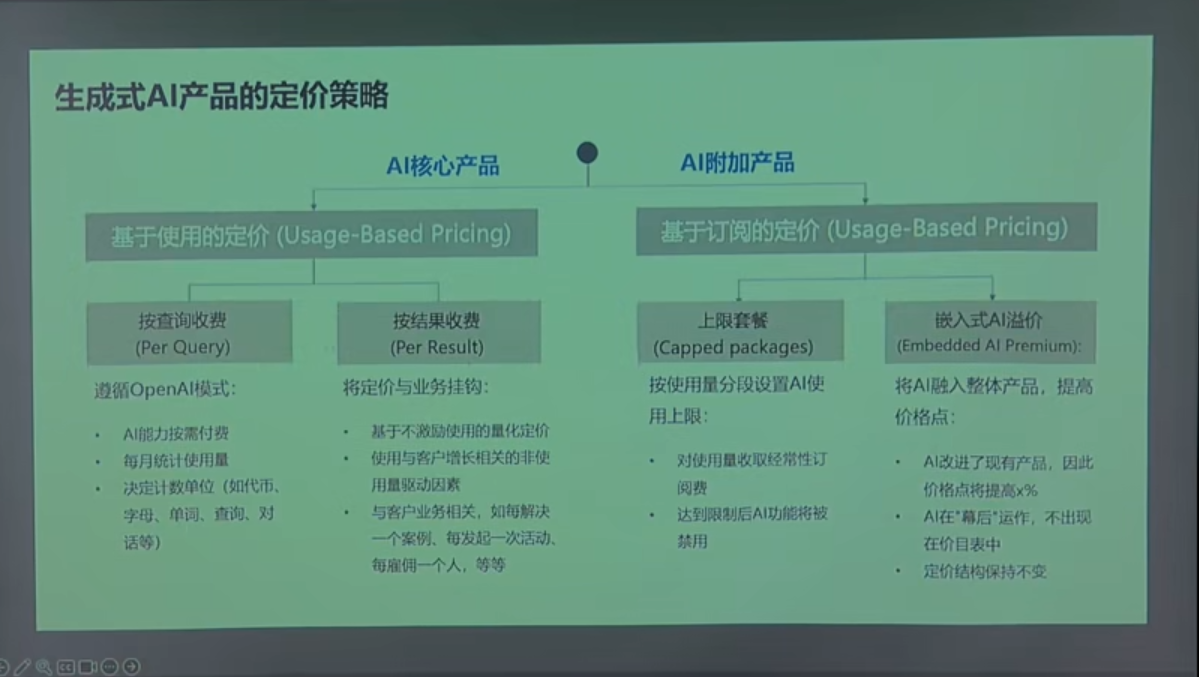 生成式AI产品的定价策略
AI核心产品
AI附加产品
基于使用的定价 (Usage-Based Pricing)
基于订阅的定价 (Usage-Based Pricing)
按查询收费
(Per Query)
按结果收费
(Per Result)
上限套餐
(Capped packages)
嵌入式AI溢价
(Embedded AI Premium):
遵循OpenAI模式:
• AI能力按需付费
• 每月统计使用量
• 决定计数单位（如代币、
字母、单词、查询、对
话等）
将定价与业务挂钩:
• 基于不激励使用的量化定价
• 使用与客户增长相关的非使
用量驱动因素
• 与客户业务相关，如每解决
一个案例、每发起一次活动、
每雇佣一个人，等等
按使用量分段设置AI使
用上限:
• 对使用量收取经常性订
阅费
• 达到限制后AI功能将被
禁用
将AI融入整体产品，提高
价格点:
• AI改进了现有产品，因此
价格点将提高x%
• AI在"幕后"运作，不出现
在价目表中
• 定价结构保持不变